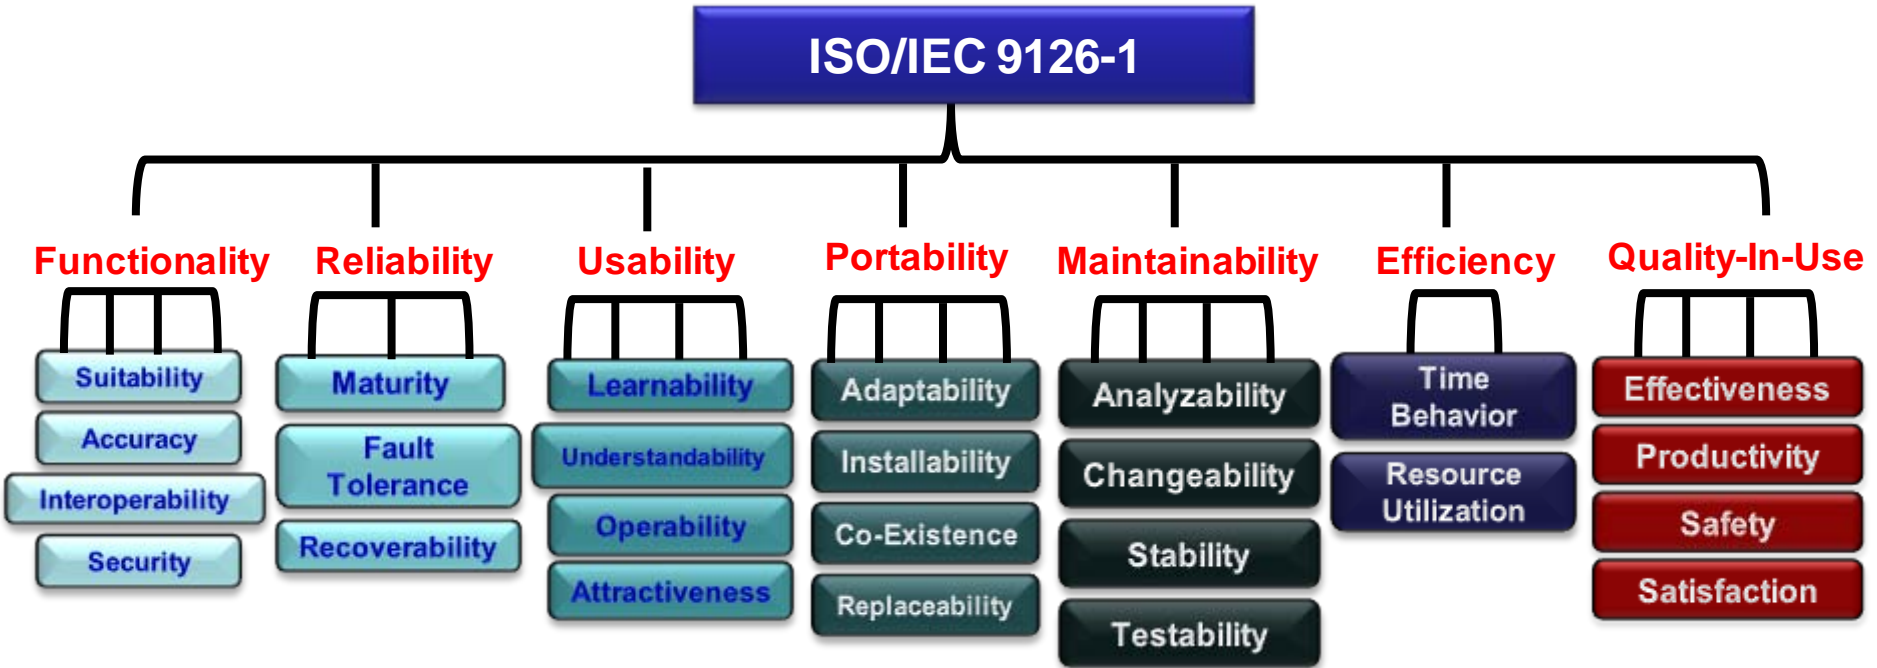 ISO/IEC 9126-1
Functionality
Suitability
Accuracy
Interoperability
Security
Reliability
Maturity
Fault
Tolerance
Recoverability
Usability
Learnability
Understandability
Operability
Attractiveness
Portability
Adaptability
Installability
Co-Existence
Replaceability
Maintainability
Analyzability
Changeability
Stability
Testability
Efficiency
Time
Behavior
Resource
Utilization
Quality-In-Use
Effectiveness
Productivity
Safety
Satisfaction